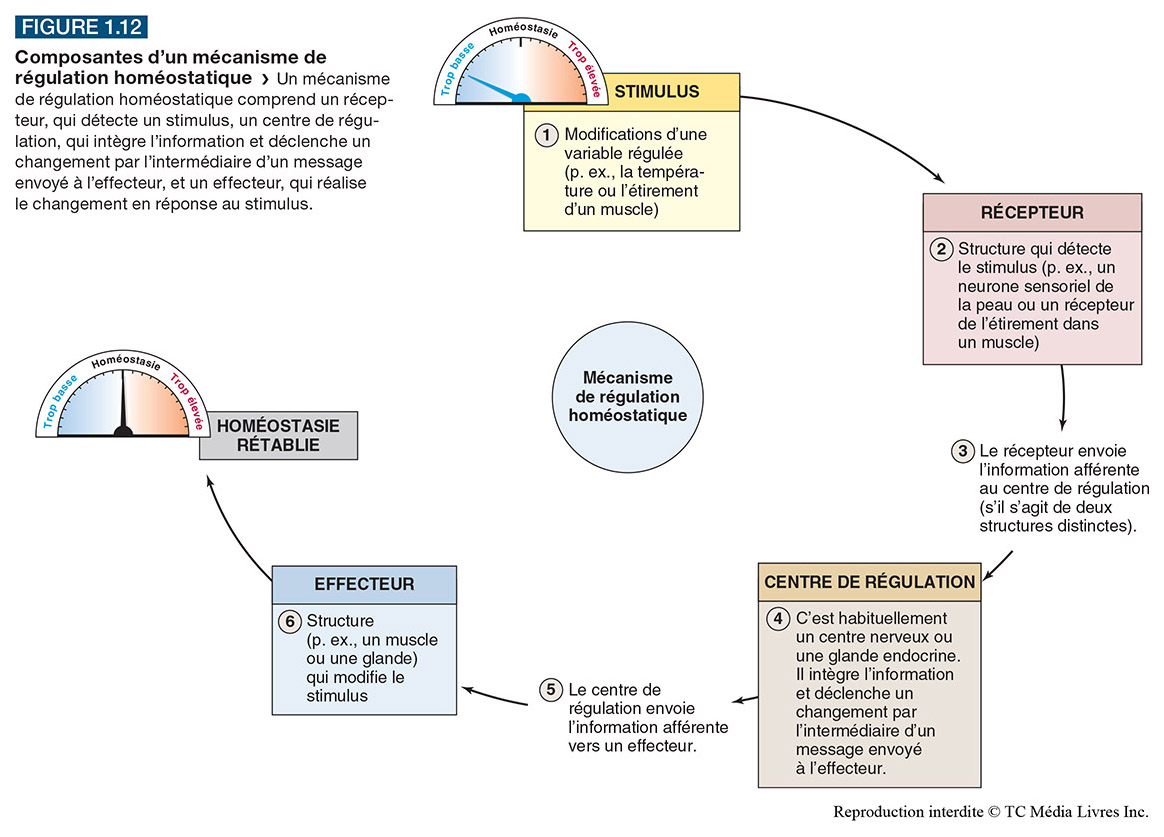 FIGURE 1.12
Composantes d’un mécanisme de
régulation homéostatique › Un mécanisme
de régulation homéostatique comprend un récep-
teur, qui détecte un stimulus, un centre de régu-
lation, qui intègre l’information et déclenche un
changement par l’intermédiaire d’un message
envoyé à l’effecteur, et un effecteur, qui réalise
le changement en réponse au stimulus.
Trop basse
Homéostasie
Trop élevée
STIMULUS
1 Modifications d’une
variable régulée
(p. ex., la tempéra-
ture ou l’étirement
d’un muscle)
RÉCEPTEUR
2 Structure qui détecte
le stimulus (p. ex., un
neurone sensoriel de
la peau ou un récepteur
de l’étirement dans
un muscle)
3 Le récepteur envoie
l’information afférente
au centre de régulation
(s’il s’agit de deux
structures distinctes).
CENTRE DE RÉGULATION
4 C’est habituellement
un centre nerveux ou
une glande endocrine.
Il intègre l’information
et déclenche un
changement par
l’intermédiaire d’un
message envoyé
à l’effecteur.
5 Le centre de
régulation envoie
l’information afférente
vers un effecteur.
EFFECTEUR
6 Structure
(p. ex., un muscle
ou une glande)
qui modifie le
stimulus
Trop basse
Homéostasie
Trop élevée
HOMÉOSTASIE
RÉTABLIE
Mécanisme
de régulation
homéostatique
Reproduction interdite © TC Média Livres Inc.